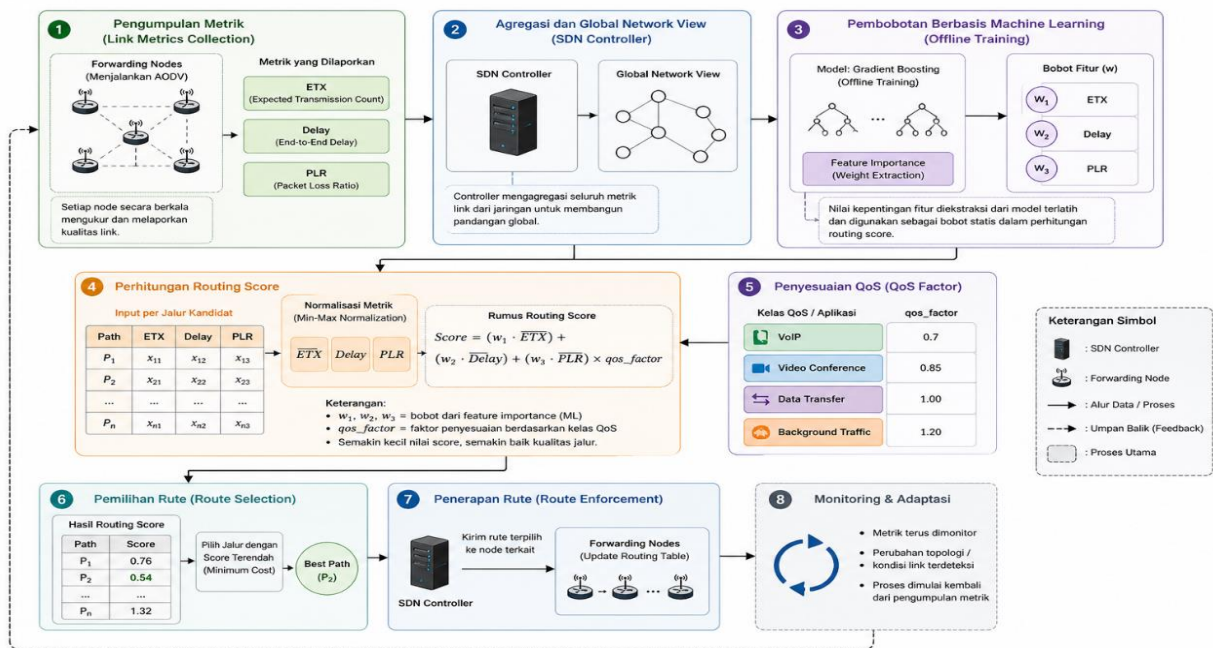 1 Pengumpulan Metrik
(Link Metrics Collection)
Forwarding Nodes
(Menjalankan AODV)
Metrik yang Dilaporkan
ETX
(Expected Transmission Count)
Delay
(End-to-End Delay)
PLR
(Packet Loss Ratio)
Setiap node secara berkala
mengukur dan melaporkan
kualitas link.
2 Agregasi dan Global Network View
(SDN Controller)
SDN Controller
Global Network View
Controller mengagregasi seluruh metrik
link dari jaringan untuk membangun
pandangan global.
3 Pembobotan Berbasis Machine Learning
(Offline Training)
Model: Gradient Boosting
(Offline Training)
...
Feature Importance
(Weight Extraction)
Bobot Fitur (w)
W₁ ETX
W₂ Delay
W₃ PLR
Nilai kepentingan fitur diekstraksi dari model terlatih
dan digunakan sebagai bobot statis dalam perhitungan
routing score.
4 Perhitungan Routing Score
Input per Jalur Kandidat
Path ETX Delay PLR
P₁ x₁₁ x₁₂ x₁₃
P₂ x₂₁ x₂₂ x₂₃
... ... ... ...
Pₙ xₙ₁ xₙ₂ xₙ₃
Normalisasi Metrik
(Min-Max Normalization)
E̅T̅X̅ Delay PLR
Rumus Routing Score
Score = (w₁ · E̅T̅X̅) +
(w₂ · D̅e̅l̅a̅y̅) + (w₃ · P̅L̅R̅) × qos_factor
Keterangan:
• w₁, w₂, w₃ = bobot dari feature importance (ML)
• qos_factor = faktor penyesuaian berdasarkan kelas QoS
• Semakin kecil nilai score, semakin baik kualitas jalur.
5 Penyesuaian QoS (QoS Factor)
Kelas QoS / Aplikasi qos_factor
VoIP 0.7
Video Conference 0.85
Data Transfer 1.00
Background Traffic 1.20
Keterangan Simbol
: SDN Controller
: Forwarding Node
: Alur Data / Proses
: Umpan Balik (Feedback)
: Proses Utama
6 Pemilihan Rute (Route Selection)
Hasil Routing Score
Path Score
P₁ 0.76
P₂ 0.54
... ...
Pₙ 1.32
Pilih Jalur dengan
Score Terendah
(Minimum Cost)
Best Path
(P₂)
7 Penerapan Rute (Route Enforcement)
SDN Controller
Kirim rute terpilih
ke node terkait
Forwarding Nodes
(Update Routing Table)
...
8 Monitoring & Adaptasi
• Metrik terus dimonitor
• Perubahan topologi /
• kondisi link terdeteksi
• Proses dimulai kembali
dari pengumpulan metrik